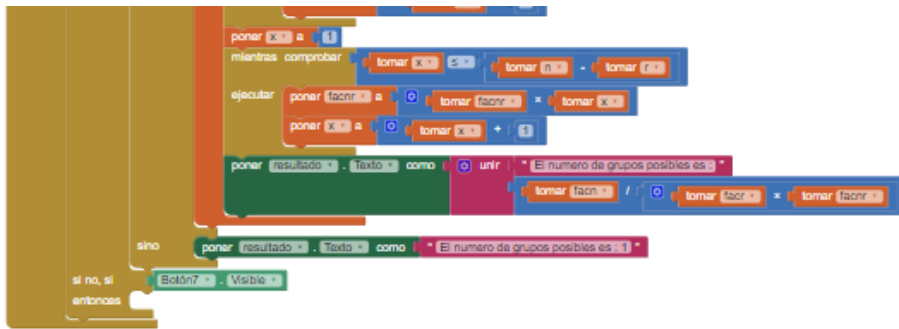 poner x a 1
mientras comprobar tomar x ≤ tomar n - tomar r
ejecutar poner facnr a tomar facnr × tomar x
poner x a tomar x + 1
poner resultado . Texto como unir " El numero de grupos posibles es : "
tomar facn / tomar facr × tomar facnr
sino poner resultado . Texto como " El numero de grupos posibles es : 1 "
si no, si Botón7 . Visible
entonces